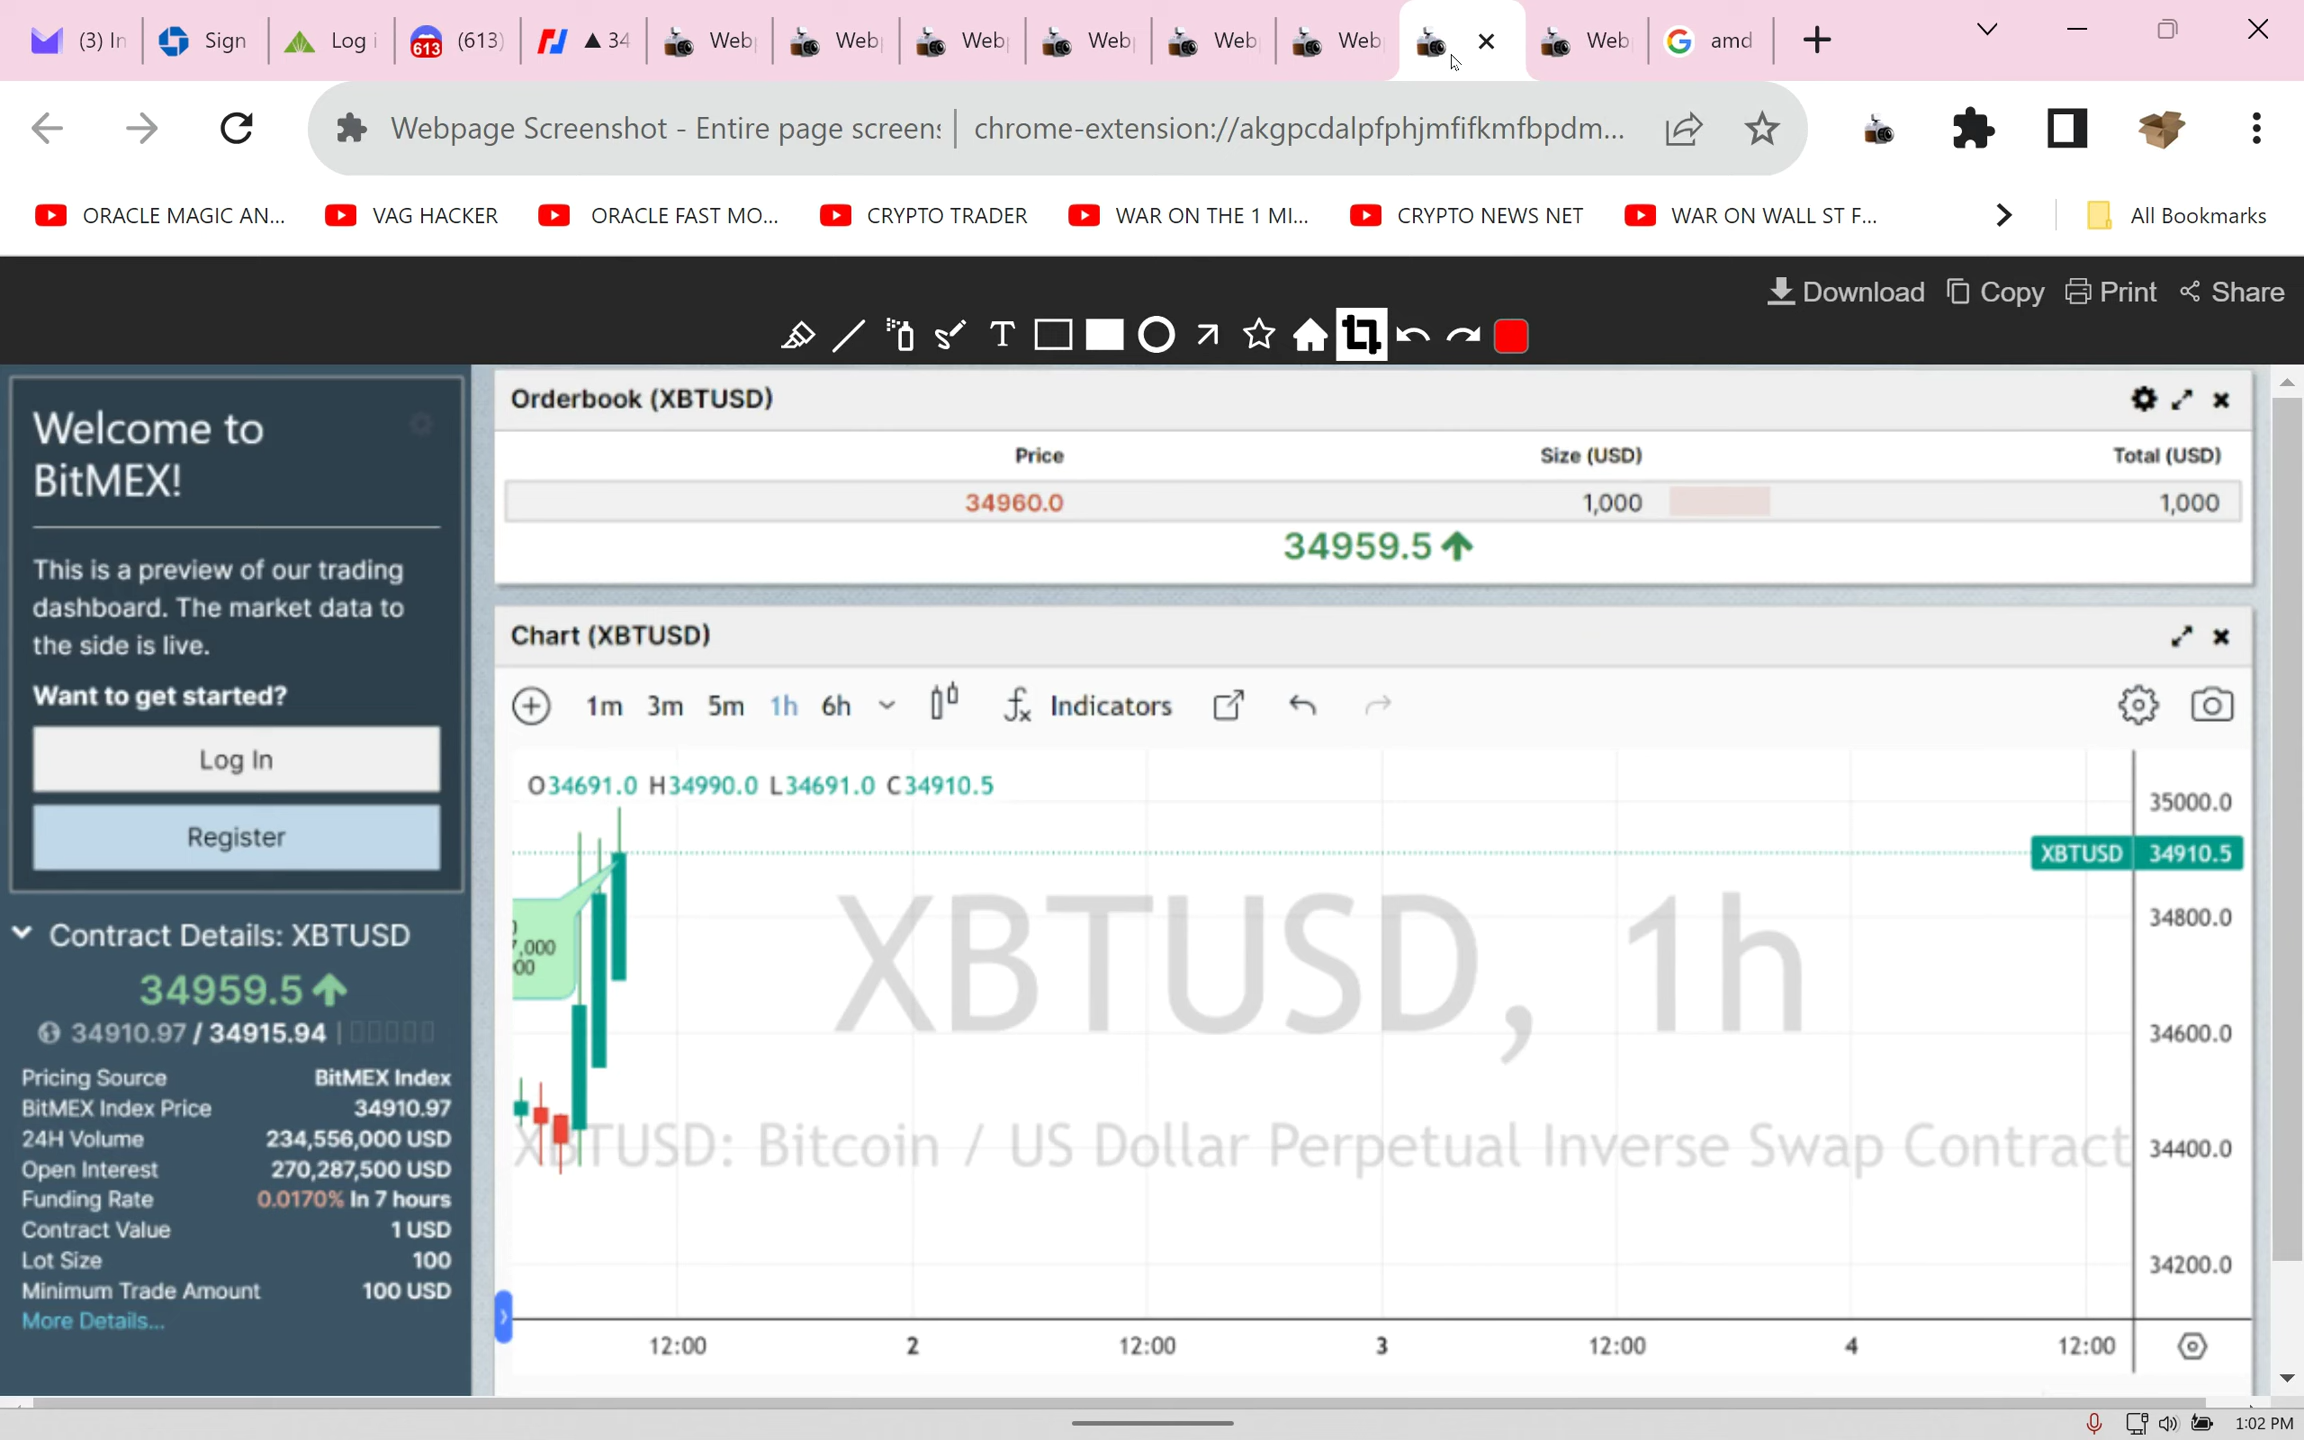 (3) In
Sign
Log i
613
(613)
▲ 34
Web
Web
Web
Web
Web
Web
Web
amd
Webpage Screenshot - Entire page screens
chrome-extension://akgpcdalpfphjmfifkmfbpdm...
ORACLE MAGIC AN...
VAG HACKER
ORACLE FAST MO...
CRYPTO TRADER
WAR ON THE 1 MI...
CRYPTO NEWS NET
WAR ON WALL ST F...
All Bookmarks
Download
Copy
Print
Share
Welcome to
BitMEX!
This is a preview of our trading
dashboard. The market data to
the side is live.
Want to get started?
Log In
Register
Contract Details: XBTUSD
34959.5
34910.97 / 34915.94
Pricing Source BitMEX Index
BitMEX Index Price 34910.97
24H Volume 234,556,000 USD
Open Interest 270,287,500 USD
Funding Rate 0.0170% In 7 hours
Contract Value 1 USD
Lot Size 100
Minimum Trade Amount 100 USD
More Details...
Orderbook (XBTUSD)
Price Size (USD) Total (USD)
34960.0 1,000 1,000
34959.5
Chart (XBTUSD)
1m 3m 5m 1h 6h
fx Indicators
O34691.0 H34990.0 L34691.0 C34910.5
,000
00
XBTUSD, 1h
XBTUSD: Bitcoin / US Dollar Perpetual Inverse Swap Contract
35000.0
XBTUSD 34910.5
34800.0
34600.0
34400.0
34200.0
12:00 2 12:00 3 12:00 4 12:00
1:02 PM